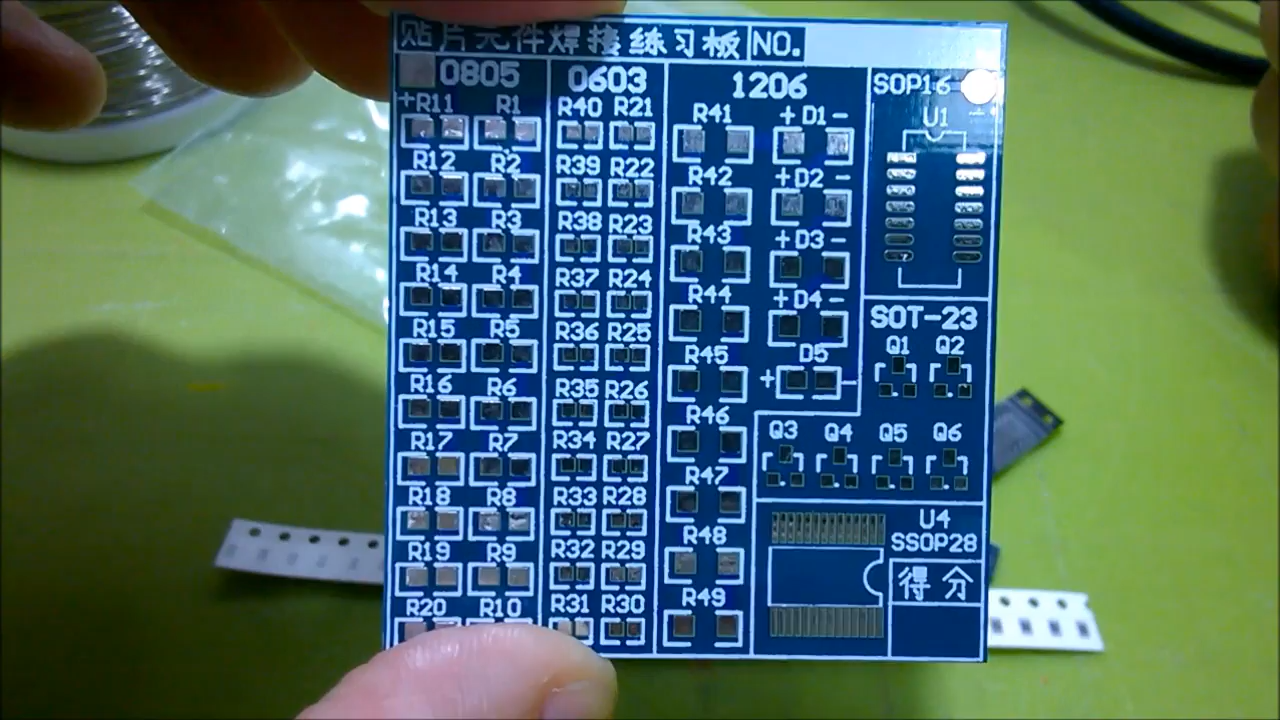 贴片元件焊接练习板 NO.
0805 0603 1206 SOP16
+R11 R1 R40 R21 R41 + D1 - U1
R12 R2 R39 R22 R42 + D2 -
R13 R3 R38 R23 R43 + D3 -
R14 R4 R37 R24 R44 + D4 - SOT-23
R15 R5 R36 R25 R45 D5 Q1 Q2
+ -
R16 R6 R35 R26 R46 Q3 Q4 Q5 Q6
R17 R7 R34 R27 R47
R18 R8 R33 R28 R48 U4
SSOP28
R19 R9 R32 R29 得分
R20 R10 R31 R30 R49